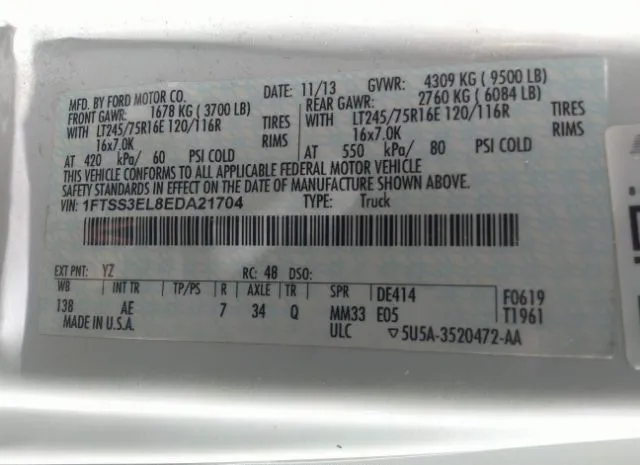 MFD. BY FORD MOTOR CO.
DATE: 11/13 GVWR: 4309 KG ( 9500 LB)
FRONT GAWR: 1678 KG ( 3700 LB)
REAR GAWR: 2760 KG ( 6084 LB)
WITH LT245/75R16E 120/116R TIRES
WITH LT245/75R16E 120/116R TIRES
16x7.0K RIMS
16x7.0K RIMS
AT 420 kPa/ 60 PSI COLD
AT 550 kPa/ 80 PSI COLD
THIS VEHICLE CONFORMS TO ALL APPLICABLE FEDERAL MOTOR VEHICLE
SAFETY STANDARDS IN EFFECT ON THE DATE OF MANUFACTURE SHOWN ABOVE.
VIN: 1FTSS3EL8EDA21704 TYPE: Truck
EXT PNT: YZ RC: 48 DSO:
WB INT TR TP/PS R AXLE TR SPR DE414 F0619
138 AE 7 34 Q MM33 E05 T1961
MADE IN U.S.A. ULC ▽5U5A-3520472-AA